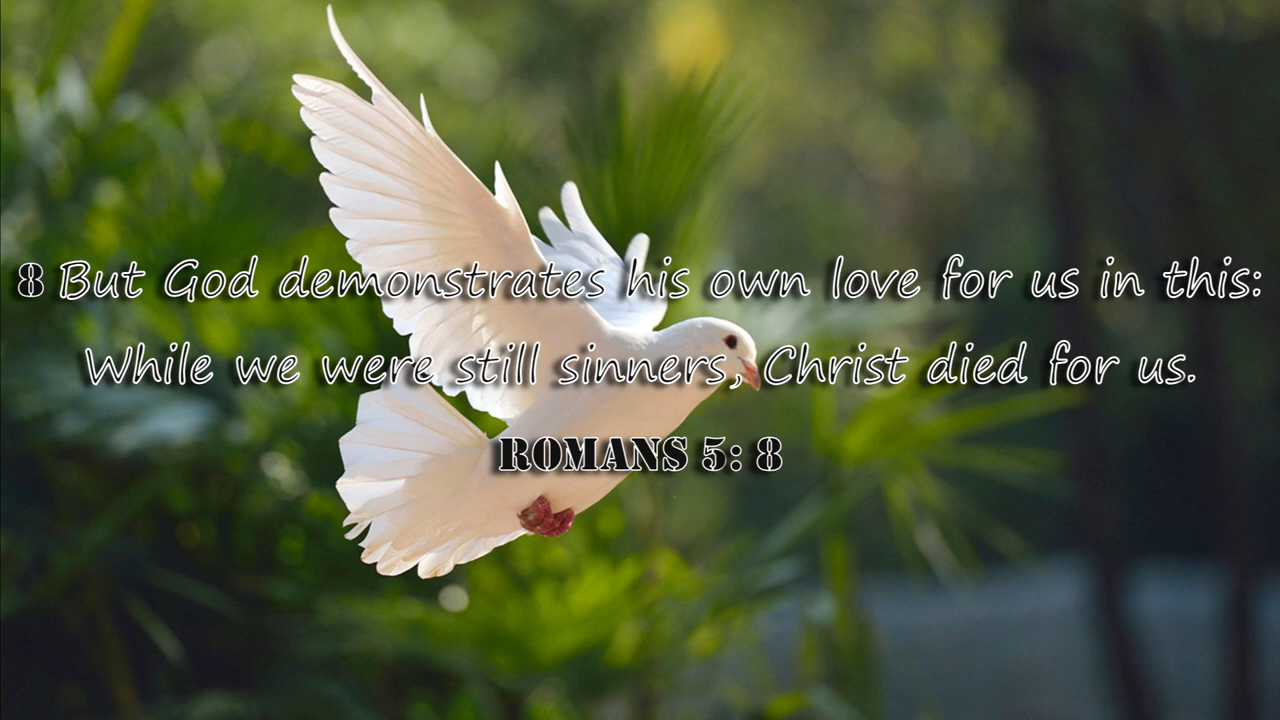 8 But God demonstrates his own love for us in this:
While we were still sinners, Christ died for us.
ROMANS 5: 8